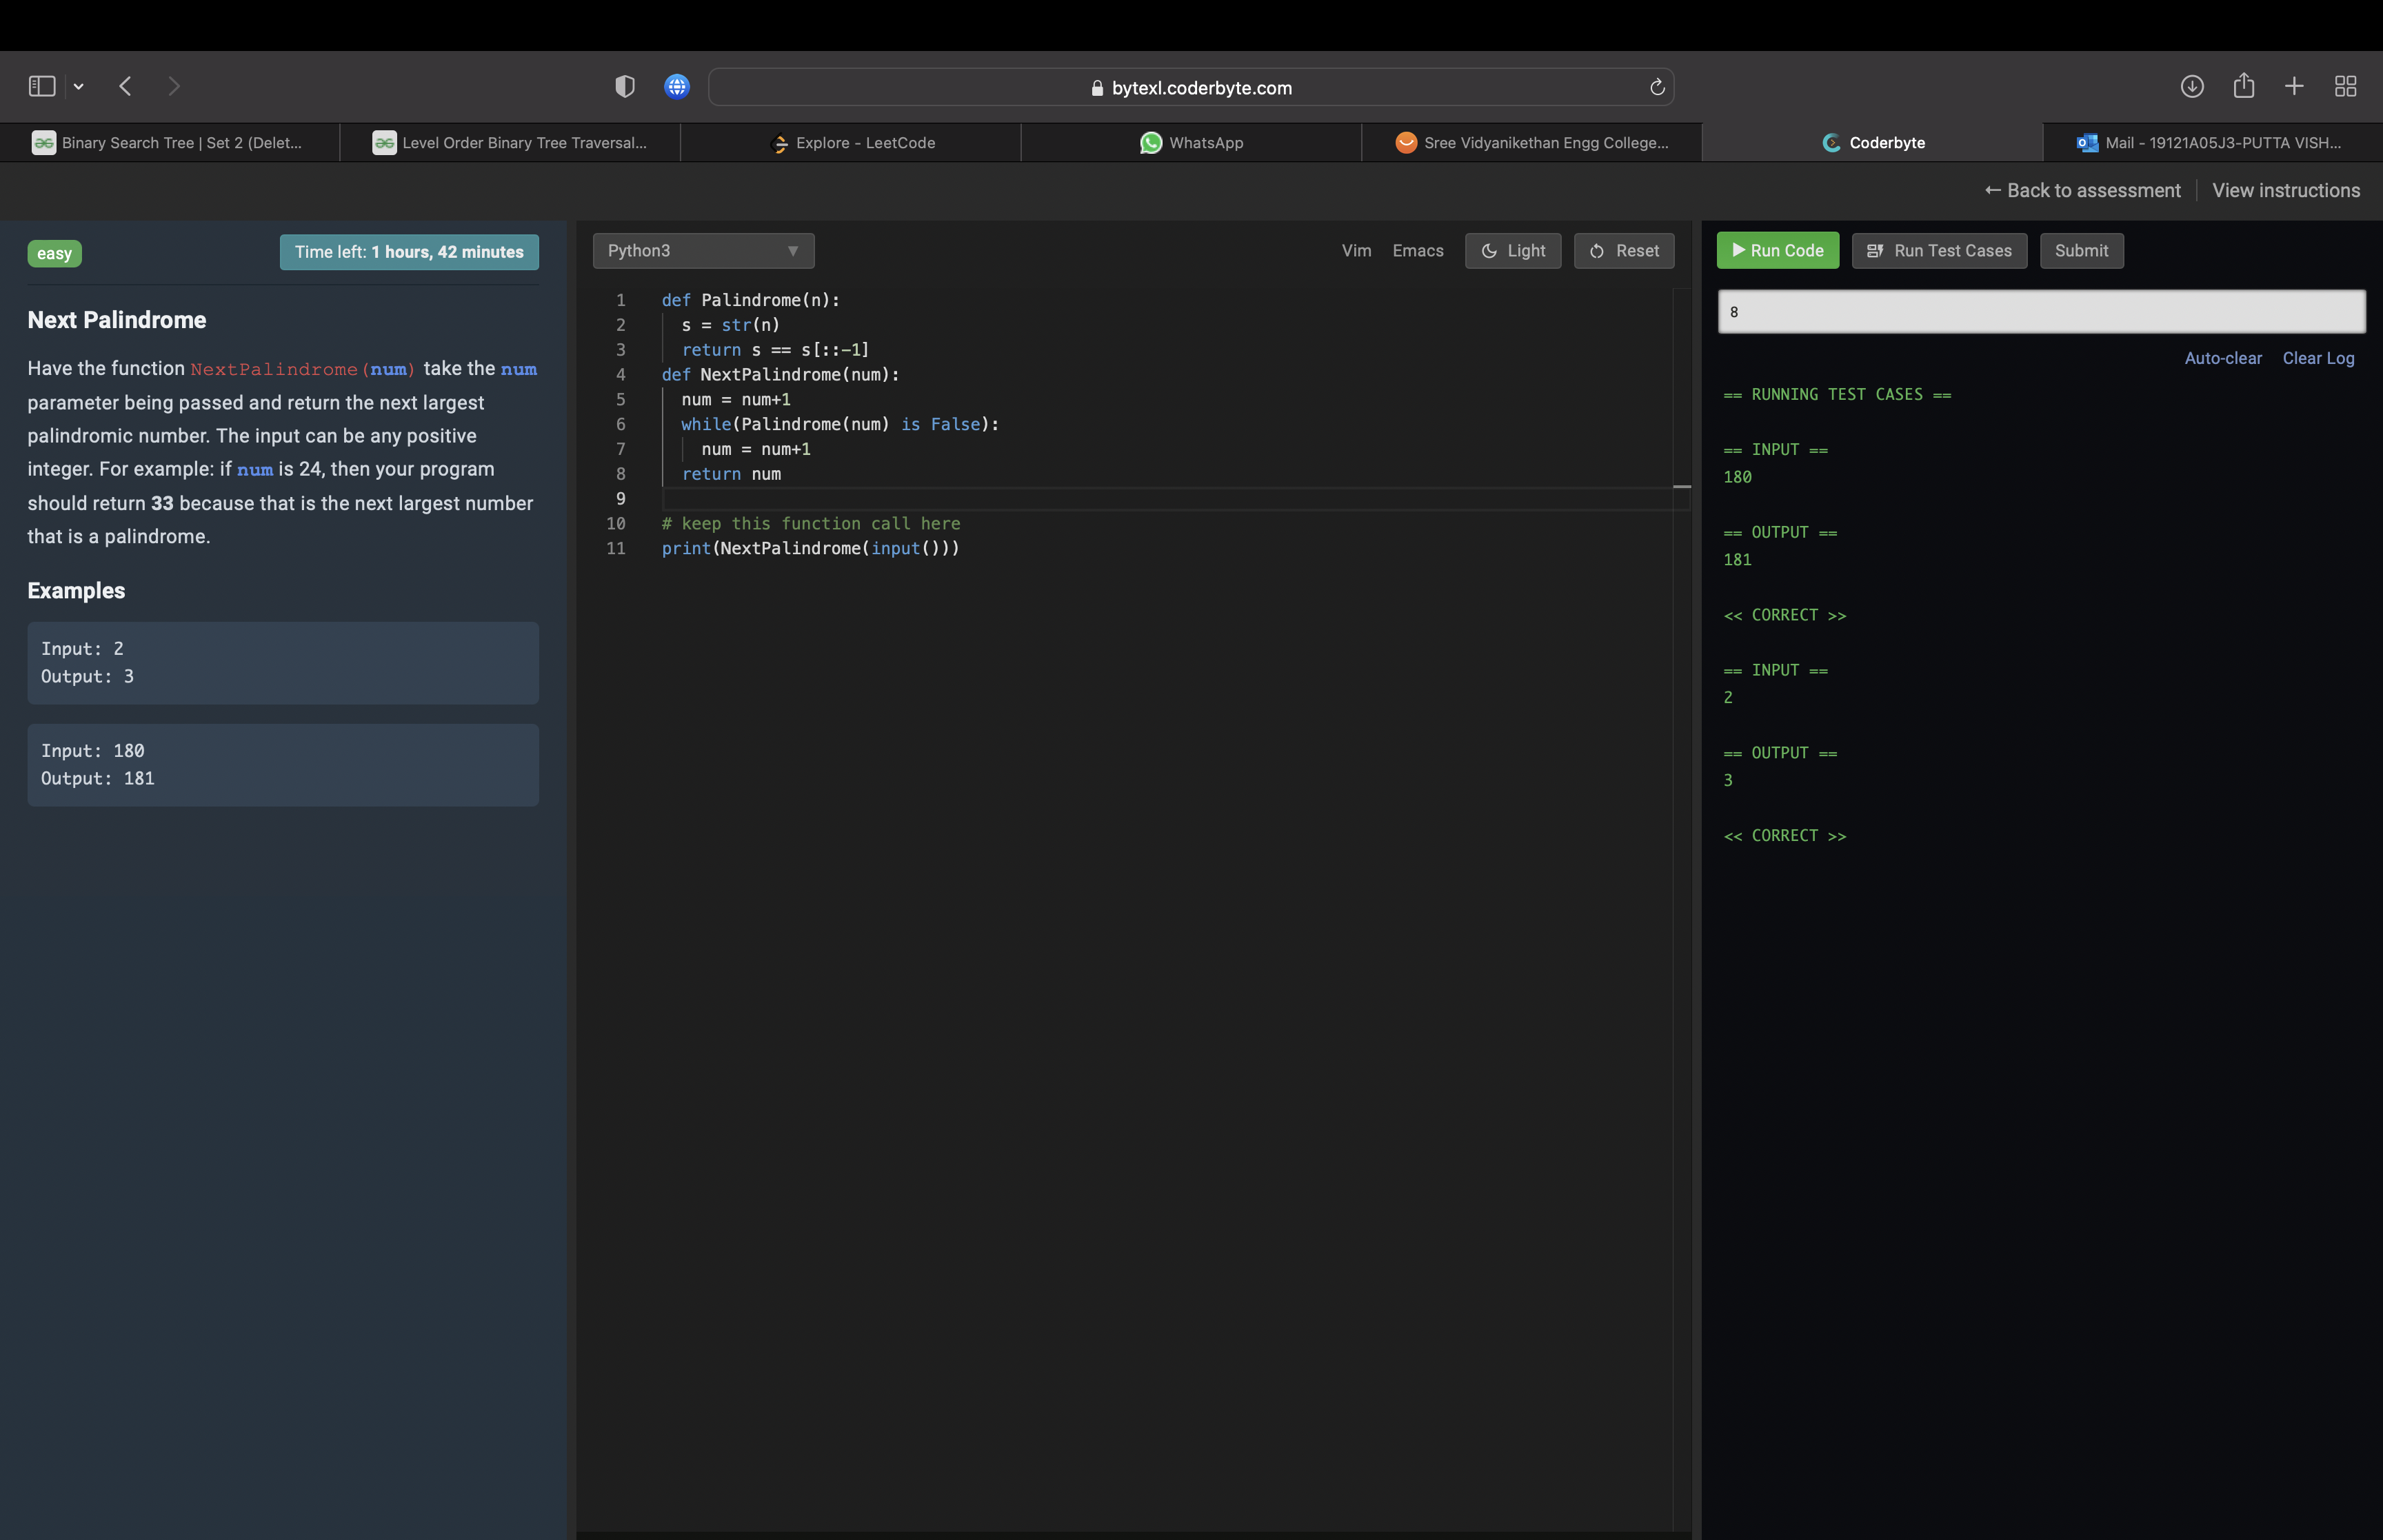 bytexl.coderbyte.com
Binary Search Tree | Set 2 (Delet...
Level Order Binary Tree Traversal...
Explore - LeetCode
WhatsApp
Sree Vidyanikethan Engg College...
Coderbyte
Mail - 19121A05J3-PUTTA VISH...
← Back to assessment
View instructions
easy
Time left: 1 hours, 42 minutes
Next Palindrome
Have the function NextPalindrome(num) take the num
parameter being passed and return the next largest
palindromic number. The input can be any positive
integer. For example: if num is 24, then your program
should return 33 because that is the next largest number
that is a palindrome.
Examples
Input: 2
Output: 3
Input: 180
Output: 181
Python3
Vim
Emacs
Light
Reset
1 def Palindrome(n):
2 s = str(n)
3 return s == s[::-1]
4 def NextPalindrome(num):
5 num = num+1
6 while(Palindrome(num) is False):
7 num = num+1
8 return num
9
10 # keep this function call here
11 print(NextPalindrome(input()))
Run Code
Run Test Cases
Submit
8
Auto-clear
Clear Log
== RUNNING TEST CASES ==
== INPUT ==
180
== OUTPUT ==
181
<< CORRECT >>
== INPUT ==
2
== OUTPUT ==
3
<< CORRECT >>